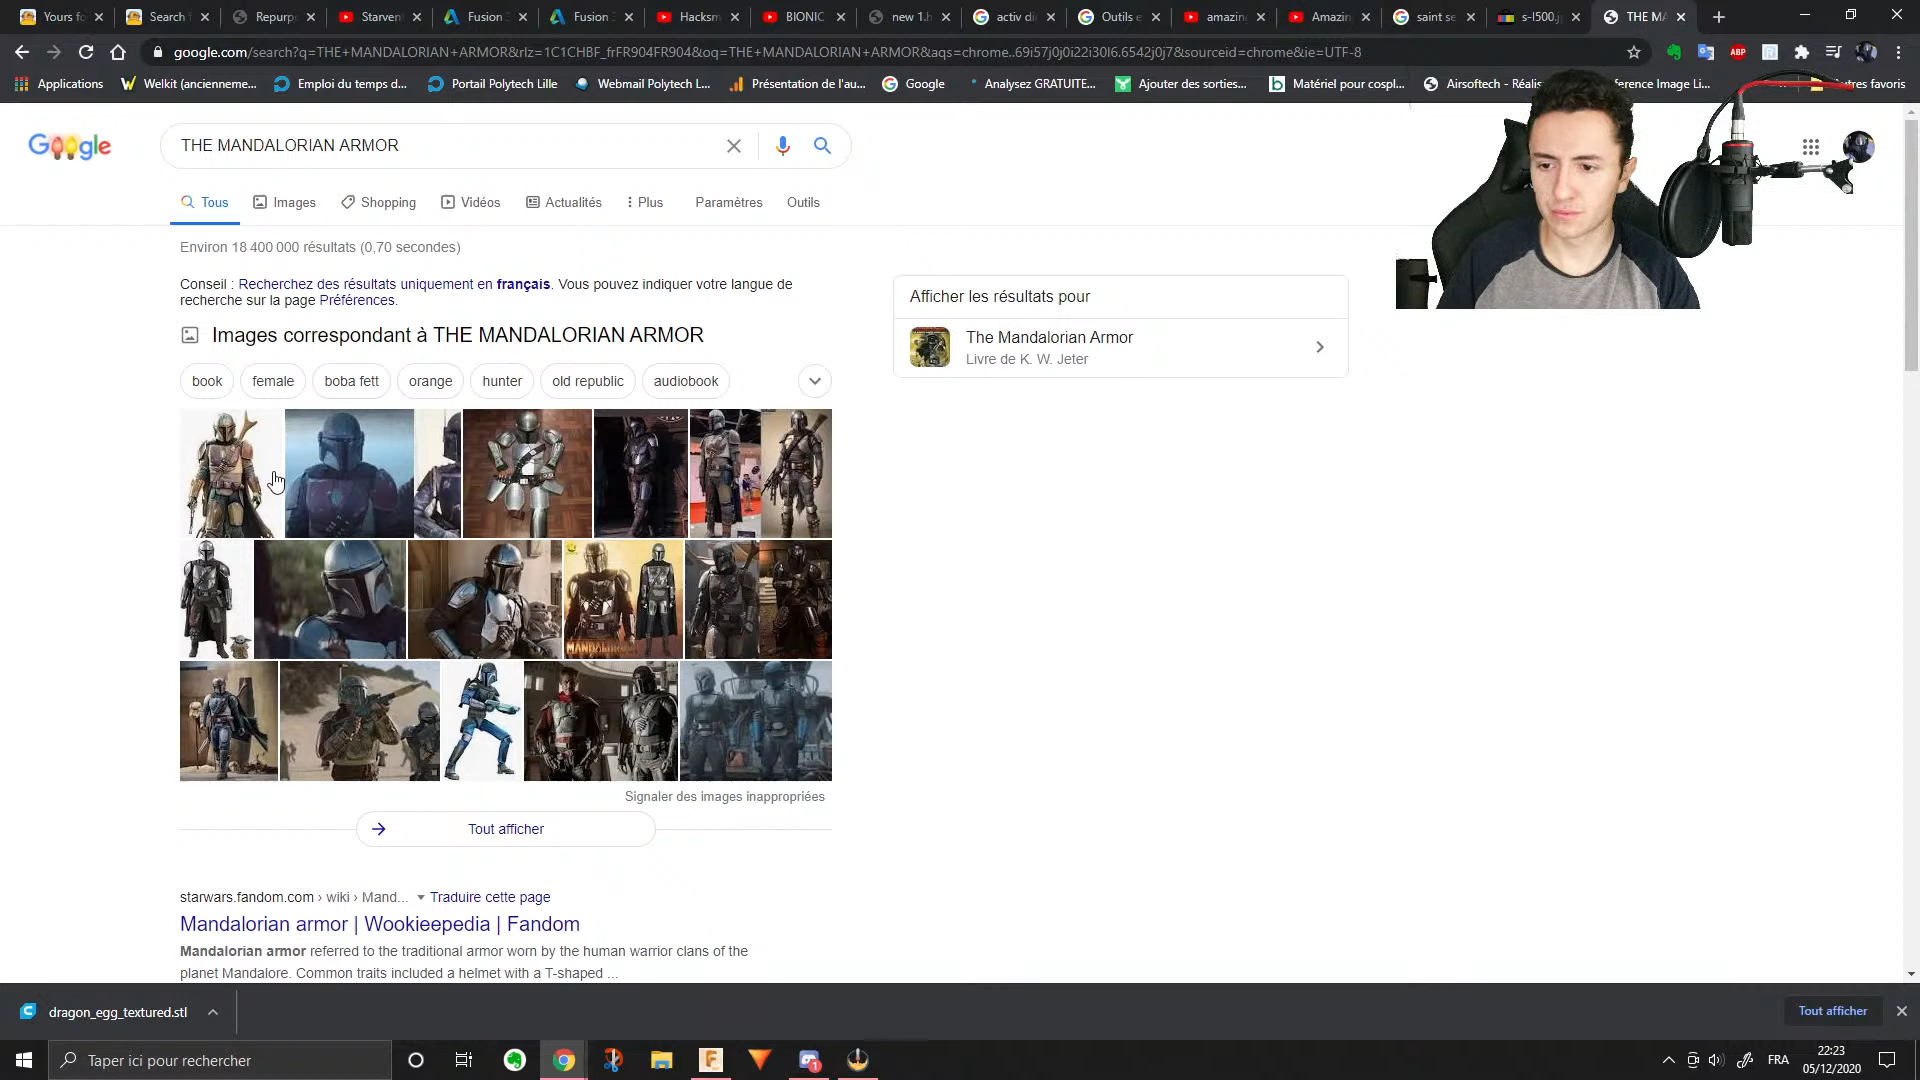 Yours fo
Search
Repurp
Starven
Fusion
Fusion
Hacksm
BIONIC
new 1.h
activ di
Outils e
amazin
Amazin
saint se
s-l500.j
THE MA
google.com/search?q=THE+MANDALORIAN+ARMOR&rlz=1C1CHBF_frFR904FR904&oq=THE+MANDALORIAN+ARMOR&aqs=chrome..69i57j0j0i22i30l6.6542j0j7&sourceid=chrome&ie=UTF-8
ABP
Applications
Welkit (ancienneme...
Emploi du temps d...
Portail Polytech Lille
Webmail Polytech L...
Présentation de l'au...
Google
Analysez GRATUITE...
Ajouter des sorties...
Matériel pour cospl...
Airsoftech - Réalis
ference Image Li...
utres favoris
Google
THE MANDALORIAN ARMOR
Tous
Images
Shopping
Vidéos
Actualités
Plus
Paramètres
Outils
Environ 18 400 000 résultats (0,70 secondes)
Conseil : Recherchez des résultats uniquement en français. Vous pouvez indiquer votre langue de
recherche sur la page Préférences.
Afficher les résultats pour
The Mandalorian Armor
Livre de K. W. Jeter
Images correspondant à THE MANDALORIAN ARMOR
book
female
boba fett
orange
hunter
old republic
audiobook
MANDALORIAN
Signaler des images inappropriées
Tout afficher
starwars.fandom.com › wiki › Mand... Traduire cette page
Mandalorian armor | Wookieepedia | Fandom
Mandalorian armor referred to the traditional armor worn by the human warrior clans of the
planet Mandalore. Common traits included a helmet with a T-shaped ...
dragon_egg_textured.stl
Tout afficher
Taper ici pour rechercher
1
FRA
22:23
05/12/2020